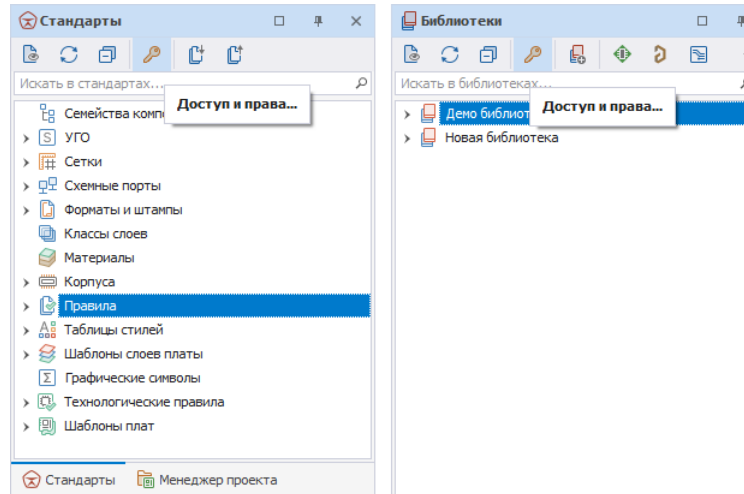 Стандарты
Искать в стандартах...
Доступ и права...
Семейства комп
УГО
Сетки
Схемные порты
Форматы и штампы
Классы слоев
Материалы
Корпуса
Правила
Таблицы стилей
Шаблоны слоев платы
Графические символы
Технологические правила
Шаблоны плат
Стандарты
Менеджер проекта
Библиотеки
Искать в библиотеках...
Доступ и права...
Демо библиот
Новая библиотека